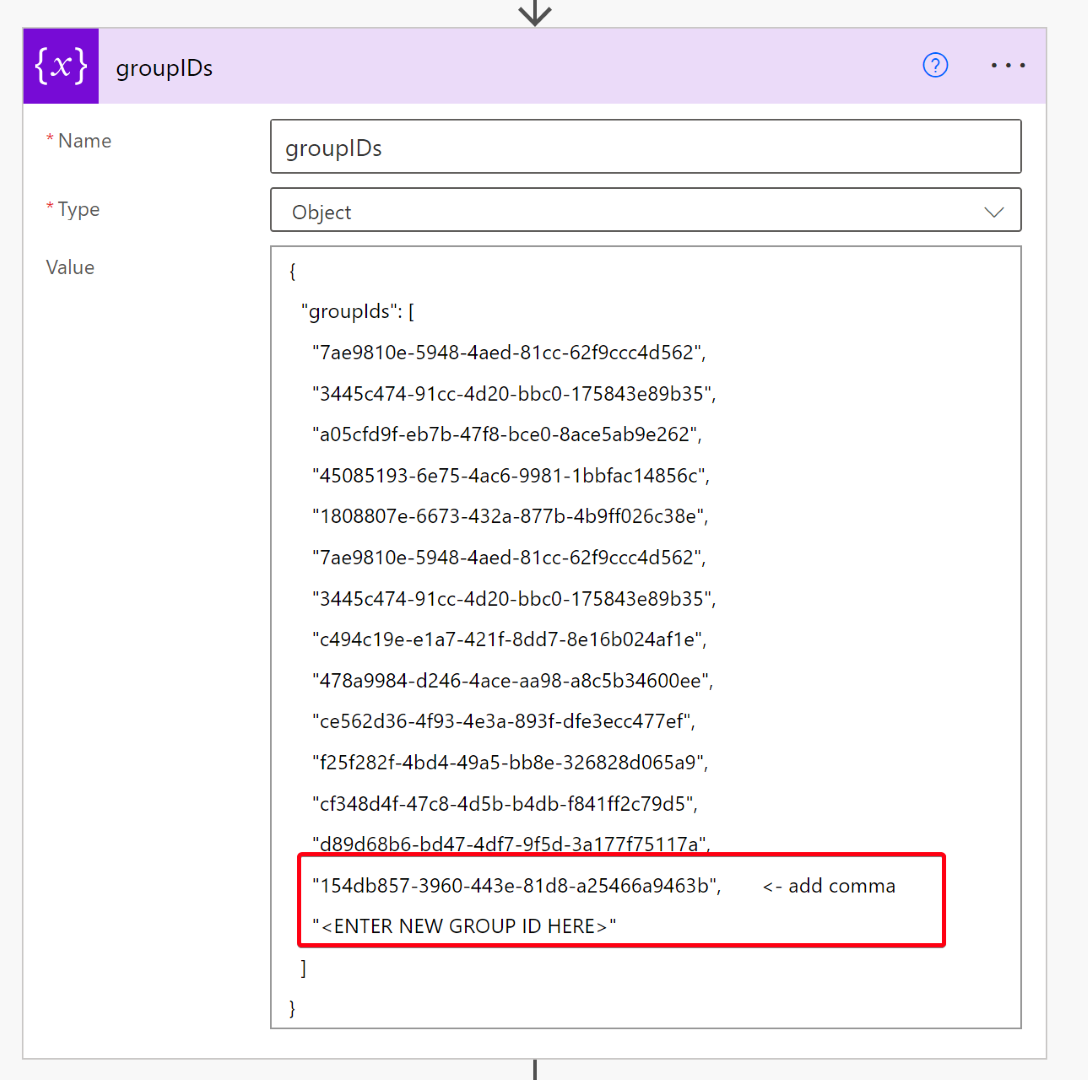 {x} groupIDs ? ...
* Name groupIDs
* Type Object
Value
{
"groupIds": [
"7ae9810e-5948-4aed-81cc-62f9ccc4d562",
"3445c474-91cc-4d20-bbc0-175843e89b35",
"a05cfd9f-eb7b-47f8-bce0-8ace5ab9e262",
"45085193-6e75-4ac6-9981-1bbfac14856c",
"1808807e-6673-432a-877b-4b9ff026c38e",
"7ae9810e-5948-4aed-81cc-62f9ccc4d562",
"3445c474-91cc-4d20-bbc0-175843e89b35",
"c494c19e-e1a7-421f-8dd7-8e16b024af1e",
"478a9984-d246-4ace-aa98-a8c5b34600ee",
"ce562d36-4f93-4e3a-893f-dfe3ecc477ef",
"f25f282f-4bd4-49a5-bb8e-326828d065a9",
"cf348d4f-47c8-4d5b-b4db-f841ff2c79d5",
"d89d68b6-bd47-4df7-9f5d-3a177f75117a",
"154db857-3960-443e-81d8-a25466a9463b", <- add comma
"<ENTER NEW GROUP ID HERE>"
]
}